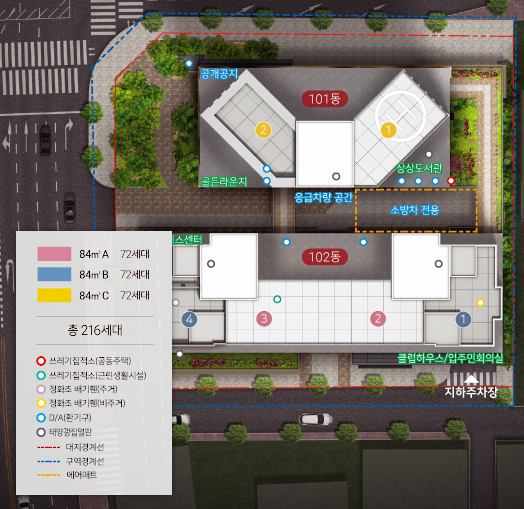 공개공지
101동
2
1
골든라운지
상상도서관
응급차량 공간
소방차 전용
스센터
102동
4
3
2
1
클럽하우스/입주민회의실
지하주차장
84㎡A 72세대
84㎡B 72세대
84㎡C 72세대
총 216세대
쓰레기집적소(공동주택)
쓰레기집적소(근린생활시설)
정화조 배기휀(주거)
정화조 배기휀(비주거)
D/A(환기구)
태양광집열판
대지경계선
구역경계선
에어매트